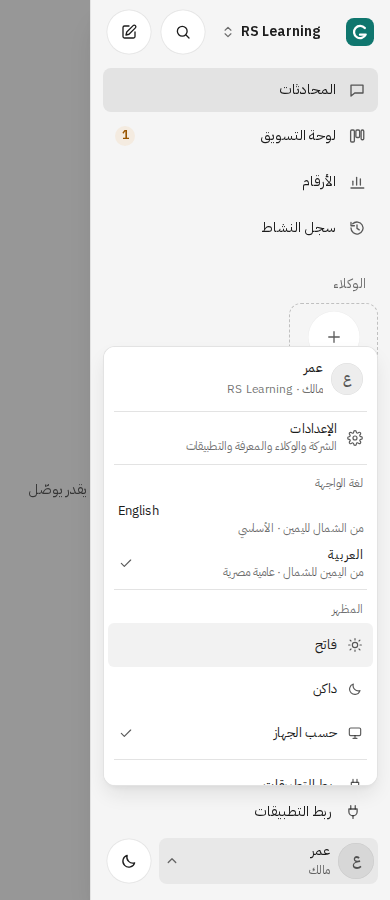 RS Learning
المحادثات
لوحة التسويق
1
الأرقام
سجل النشاط
الوكلاء
عمر
ع
مالك · RS Learning
الإعدادات
الشركة والوكلاء والمعرفة والتطبيقات
لغة الواجهة
English
من الشمال لليمين · الأساسي
يقدر يوصّل
العربية
من اليمين للشمال · عامية مصرية
المظهر
فاتح
داكن
حسب الجهاز
ربط التطبيقات
ربط التطبيقات
عمر
ع
مالك